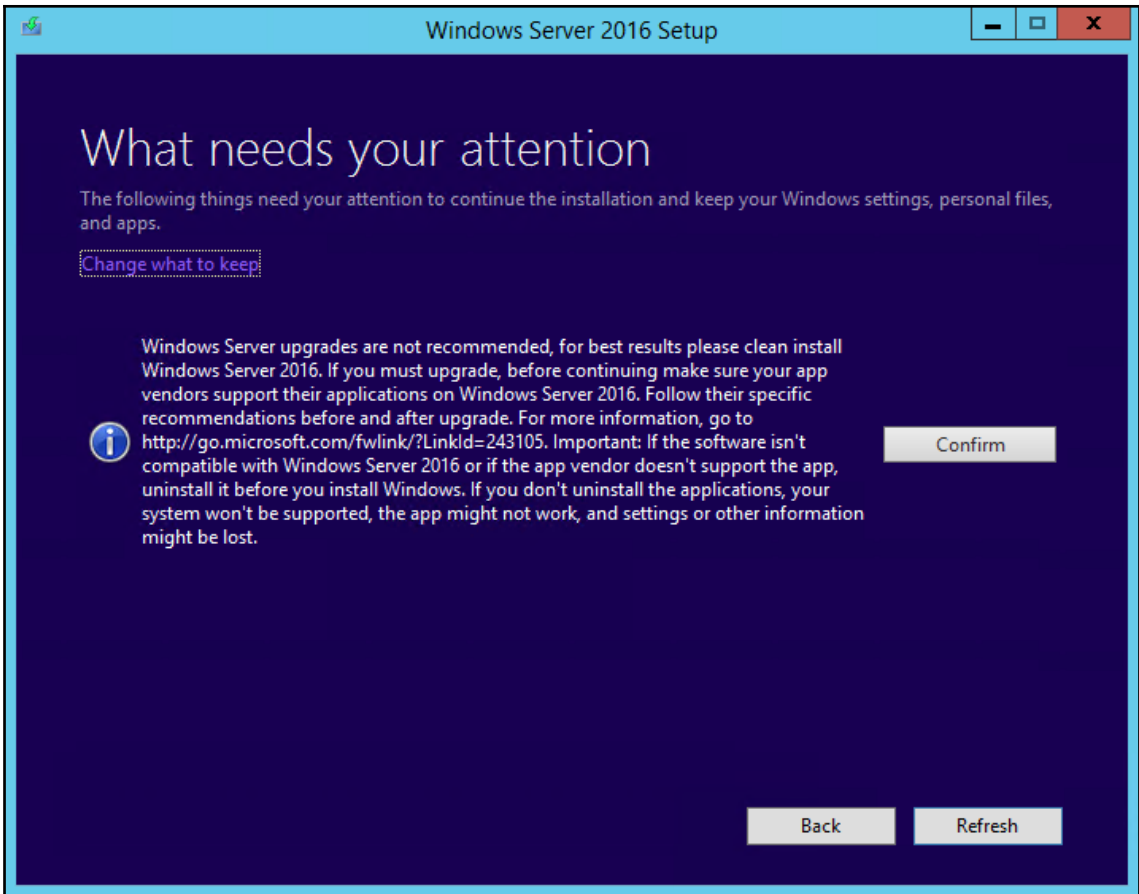 Windows Server 2016 Setup
What needs your attention
The following things need your attention to continue the installation and keep your Windows settings, personal files,
and apps.
Change what to keep
Windows Server upgrades are not recommended, for best results please clean install
Windows Server 2016. If you must upgrade, before continuing make sure your app
vendors support their applications on Windows Server 2016. Follow their specific
recommendations before and after upgrade. For more information, go to
http://go.microsoft.com/fwlink/?LinkId=243105. Important: If the software isn't
compatible with Windows Server 2016 or if the app vendor doesn't support the app,
uninstall it before you install Windows. If you don't uninstall the applications, your
system won't be supported, the app might not work, and settings or other information
might be lost.
Confirm
Back
Refresh